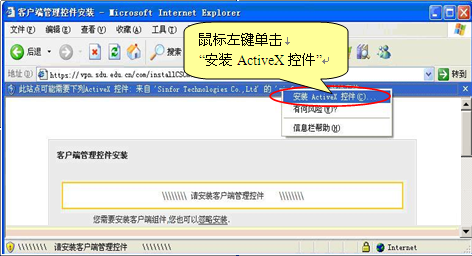 客户端管理控件安装 - Microsoft Internet Explorer
文件(F) 编辑(E) 查看(V) 收藏(A) 工具(T)
后退 搜索
鼠标左键单击↓
“安装 ActiveX 控件”↵
地址(D) https://vpn.sdu.edu.cn/com/installCSC 转到
此站点可能需要下列ActiveX 控件: 来自 'Sinfor Technologies Co.,Ltd' 的
安装 ActiveX 控件(C)...
有何风险(W)?
信息栏帮助(H)
客户端管理控件安装
\\\\\\\\ 请安装客户端管理控件 \\\\\\\\
您需要安装客户端组件,您也可以忽略安装.
\\\\\\\\ 请安装客户端管理控件 \\\\\\\\ Internet